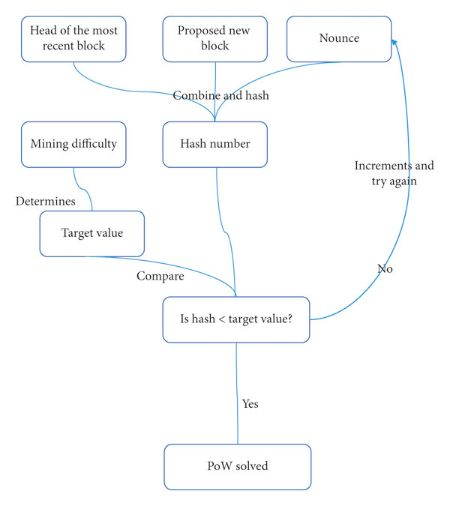 Head of the most
recent block
Proposed new
block
Nounce
Combine and hash
Mining difficulty
Hash number
Increments and
try again
Determines
Target value
Compare
No
Is hash < target value?
Yes
PoW solved